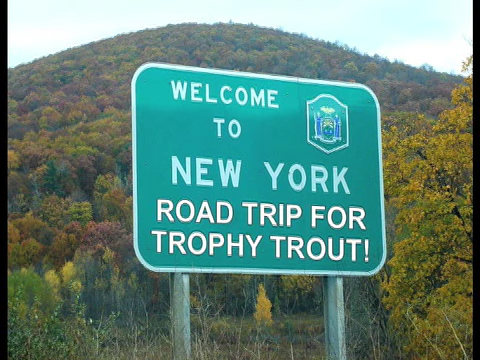 WELCOME
TO
NEW YORK
ROAD TRIP FOR
TROPHY TROUT!